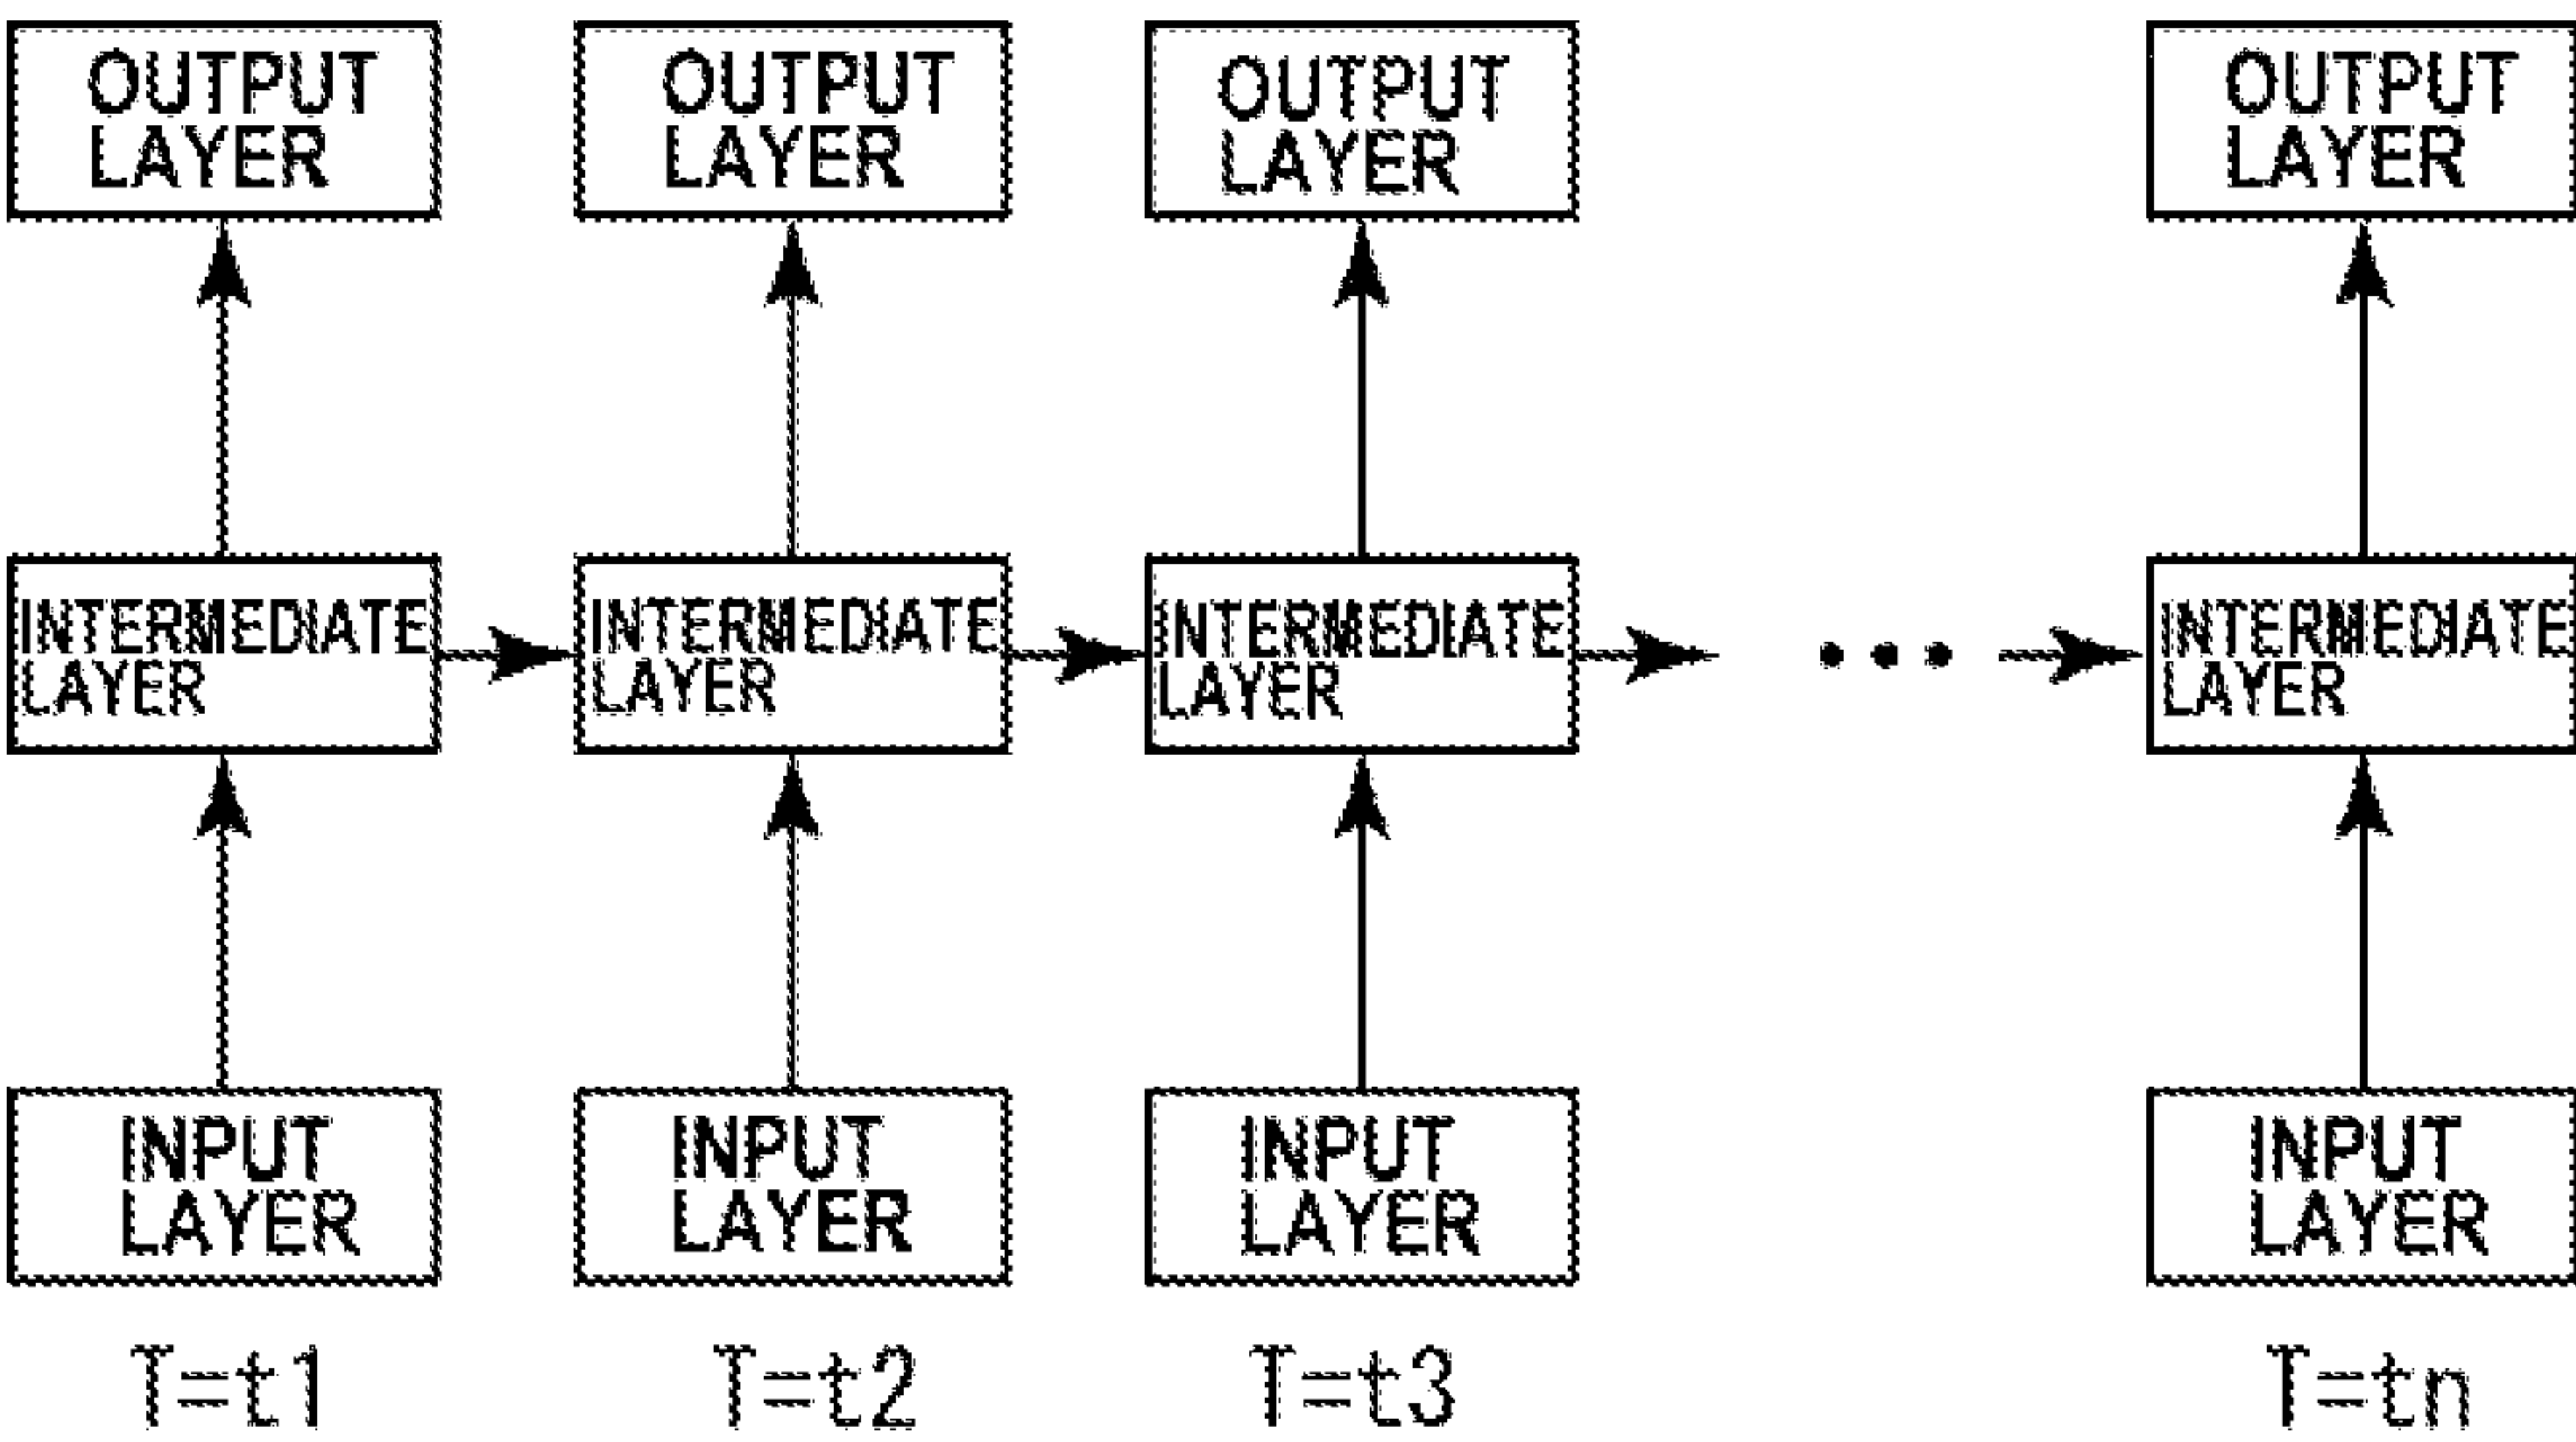 OUTPUT
LAYER
OUTPUT
LAYER
OUTPUT
LAYER
OUTPUT
LAYER
INTERMEDIATE
LAYER
INTERMEDIATE
LAYER
INTERMEDIATE
LAYER
INTERMEDIATE
LAYER
INPUT
LAYER
INPUT
LAYER
INPUT
LAYER
INPUT
LAYER
T=t1
T=t2
T=t3
T=tn